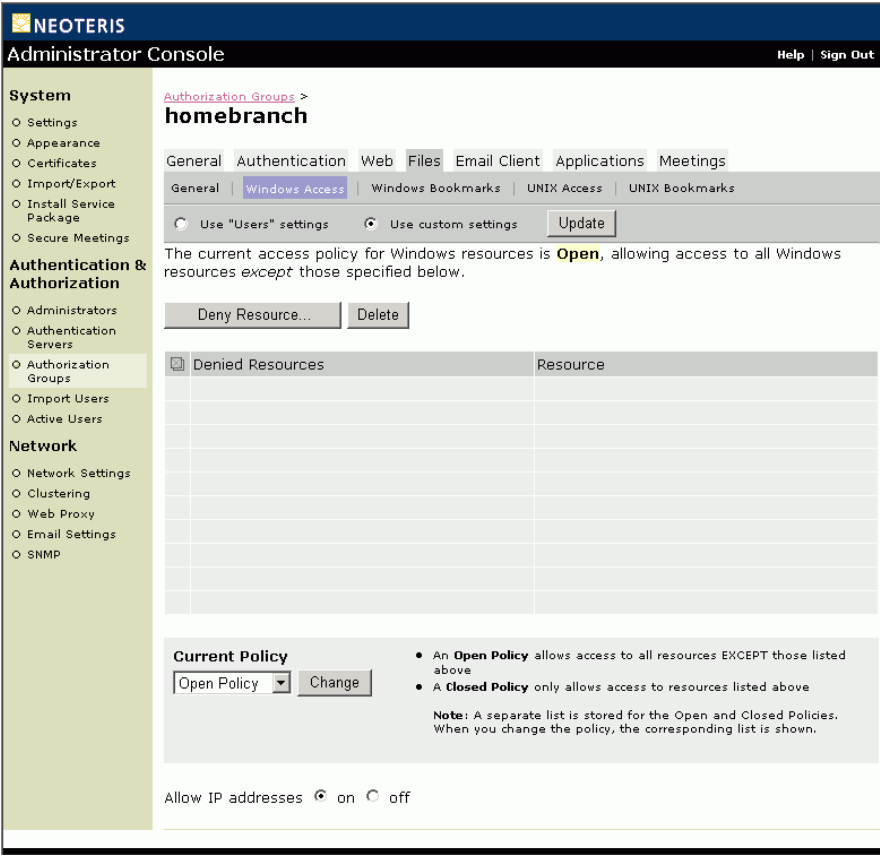 NEOTERIS
Administrator Console
Help | Sign Out
System
Settings
Appearance
Certificates
Import/Export
Install Service
Package
Secure Meetings
Authentication &
Authorization
Administrators
Authentication
Servers
Authorization
Groups
Import Users
Active Users
Network
Network Settings
Clustering
Web Proxy
Email Settings
SNMP
Authorization Groups >
homebranch
General Authentication Web Files Email Client Applications Meetings
General | Windows Access | Windows Bookmarks | UNIX Access | UNIX Bookmarks
Use "Users" settings Use custom settings Update
The current access policy for Windows resources is Open, allowing access to all Windows
resources except those specified below.
Deny Resource... Delete
Denied Resources Resource
Current Policy
Open Policy Change
• An Open Policy allows access to all resources EXCEPT those listed
above
• A Closed Policy only allows access to resources listed above
Note: A separate list is stored for the Open and Closed Policies.
When you change the policy, the corresponding list is shown.
Allow IP addresses on off